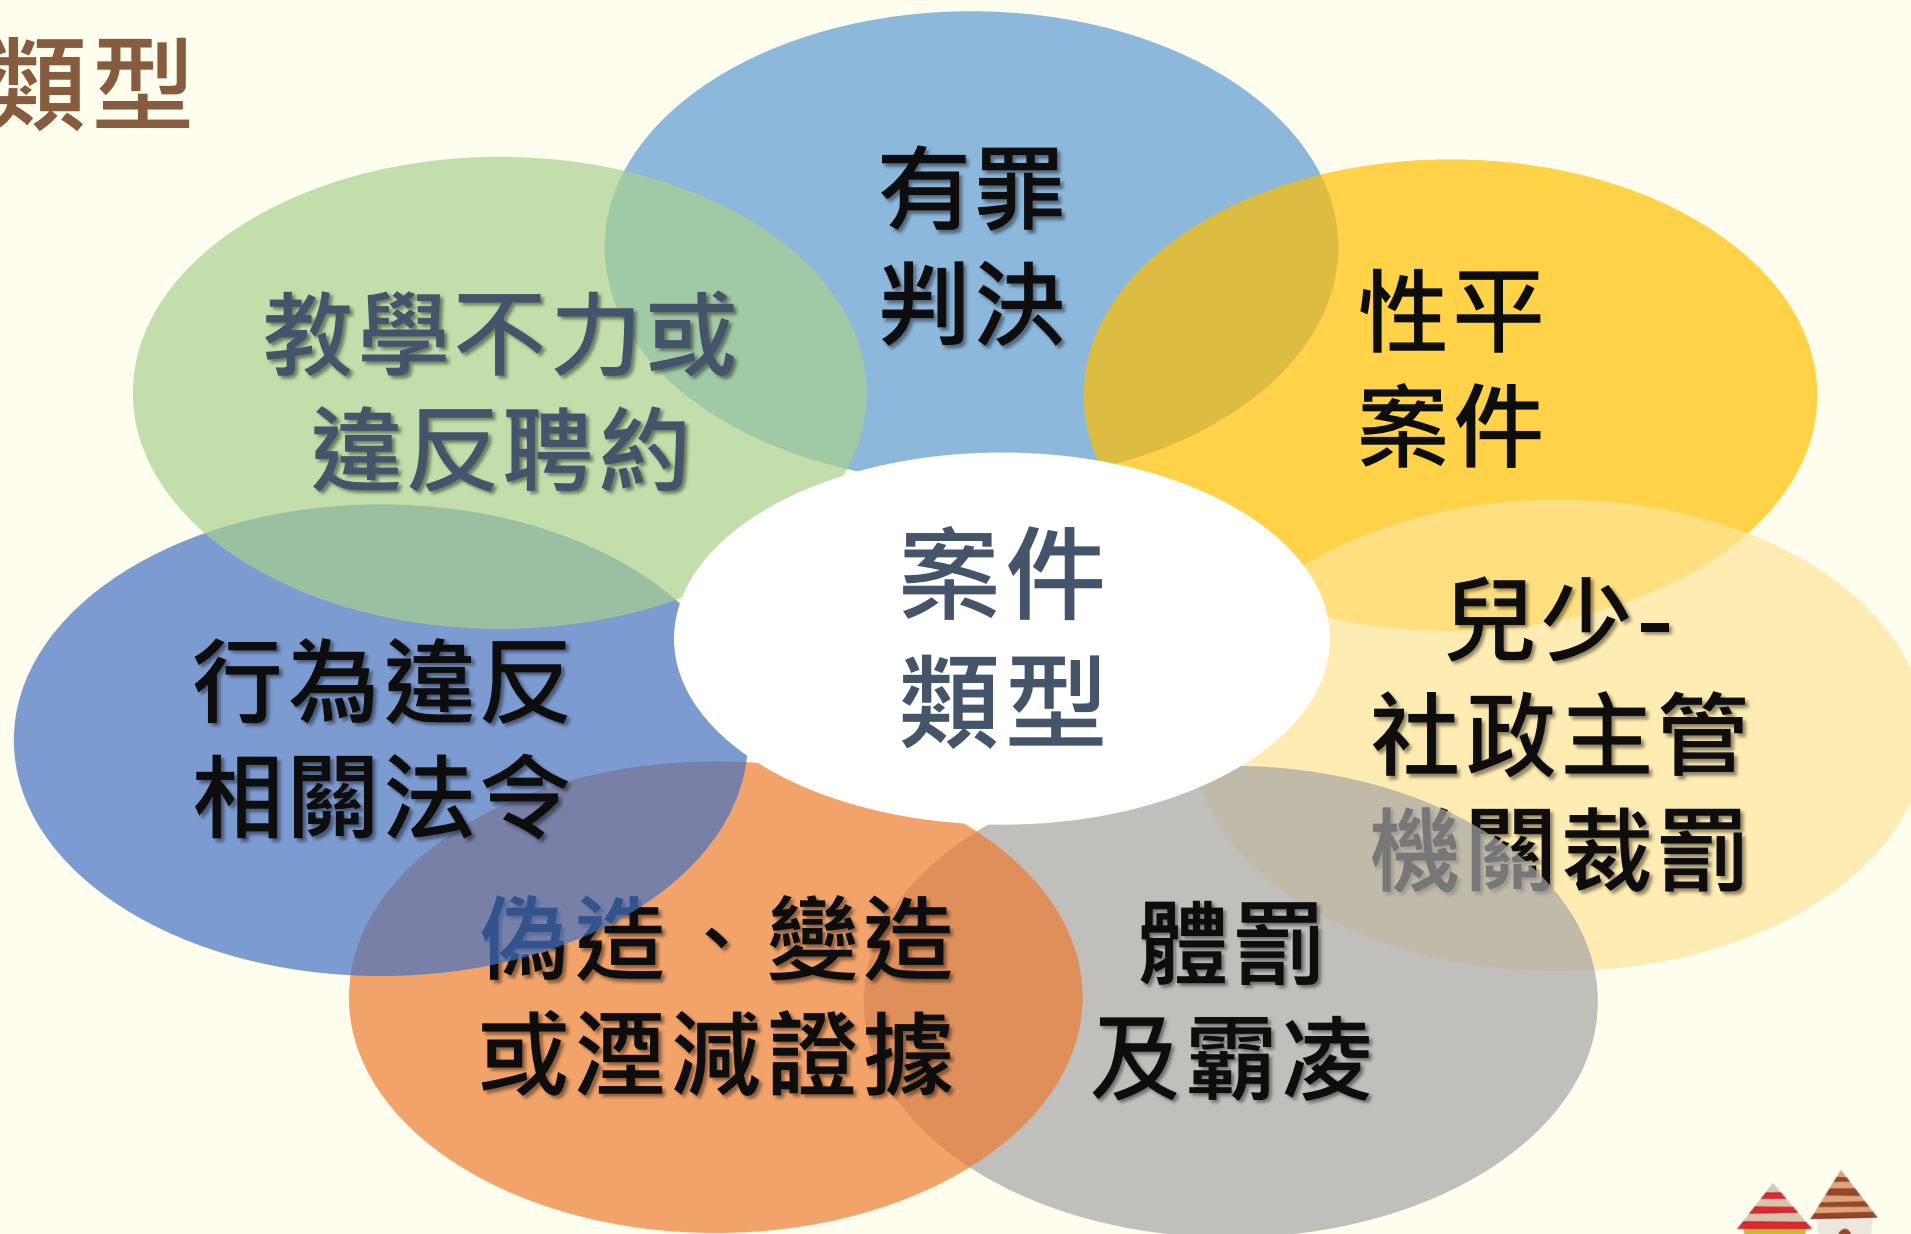 類型
有罪
判決
性平
案件
兒少-
社政主管
機關裁罰
體罰
及霸凌
偽造、變造
或湮減證據
行為違反
相關法令
教學不力或
違反聘約
案件
類型